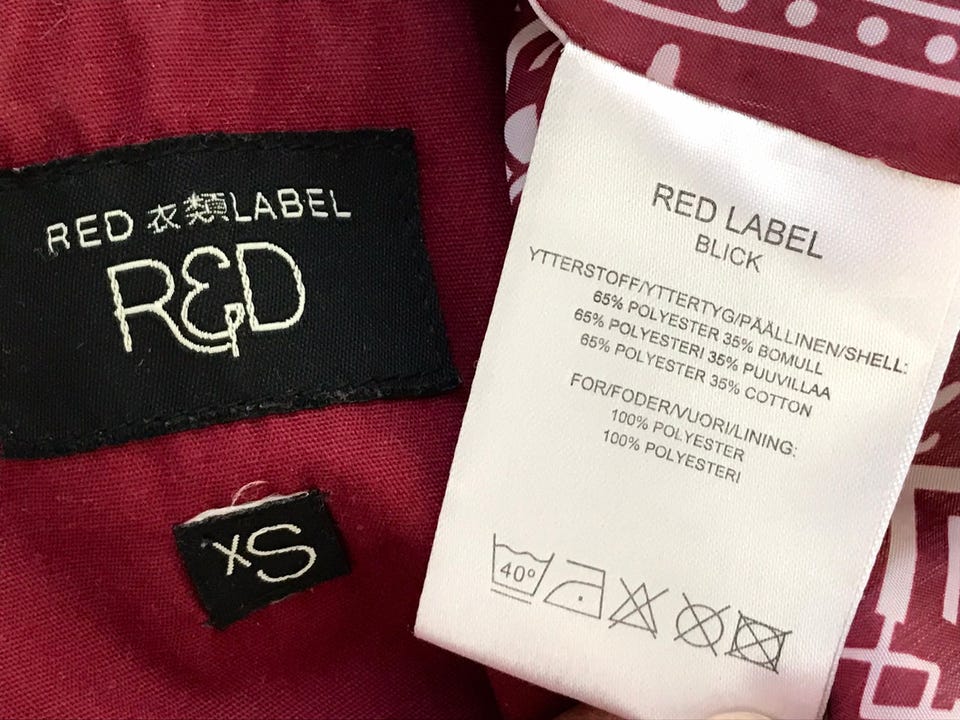 RED 衣類 LABEL
R&D
XS
RED LABEL
BLICK
YTTERSTOFF/YTTERTYG/PÄÄLLINEN/SHELL:
65% POLYESTER 35% BOMULL
65% POLYESTERI 35% PUUVILLAA
65% POLYESTER 35% COTTON
FOR/FODER/VUORI/LINING:
100% POLYESTER
100% POLYESTERI
40º